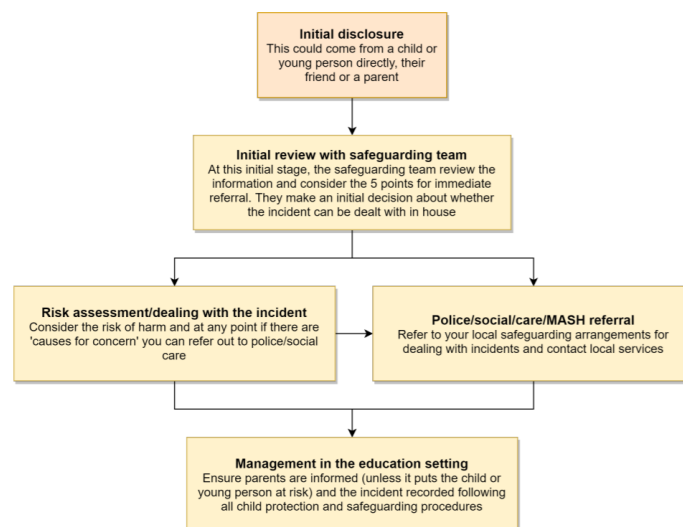 Initial disclosure
This could come from a child or
young person directly, their
friend or a parent
Initial review with safeguarding team
At this initial stage, the safeguarding team review the
information and consider the 5 points for immediate
referral. They make an initial decision about whether
the incident can be dealt with in house
Risk assessment/dealing with the incident
Consider the risk of harm and at any point if there are
'causes for concern' you can refer out to police/social
care
Police/social/care/MASH referral
Refer to your local safeguarding arrangements for
dealing with incidents and contact local services
Management in the education setting
Ensure parents are informed (unless it puts the child or
young person at risk) and the incident recorded following
all child protection and safeguarding procedures